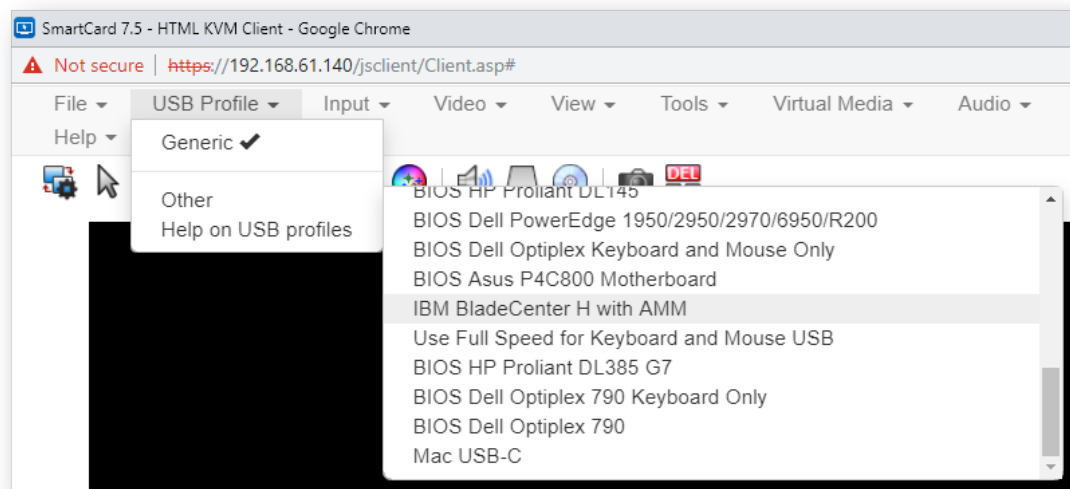 SmartCard 7.5 - HTML KVM Client - Google Chrome
Not secure | https://192.168.61.140/jsclient/Client.asp#
File USB Profile Input Video View Tools Virtual Media Audio
Help
Generic
Other
Help on USB profiles
DEL
BIOS HP Proliant DL145
BIOS Dell PowerEdge 1950/2950/2970/6950/R200
BIOS Dell Optiplex Keyboard and Mouse Only
BIOS Asus P4C800 Motherboard
IBM BladeCenter H with AMM
Use Full Speed for Keyboard and Mouse USB
BIOS HP Proliant DL385 G7
BIOS Dell Optiplex 790 Keyboard Only
BIOS Dell Optiplex 790
Mac USB-C